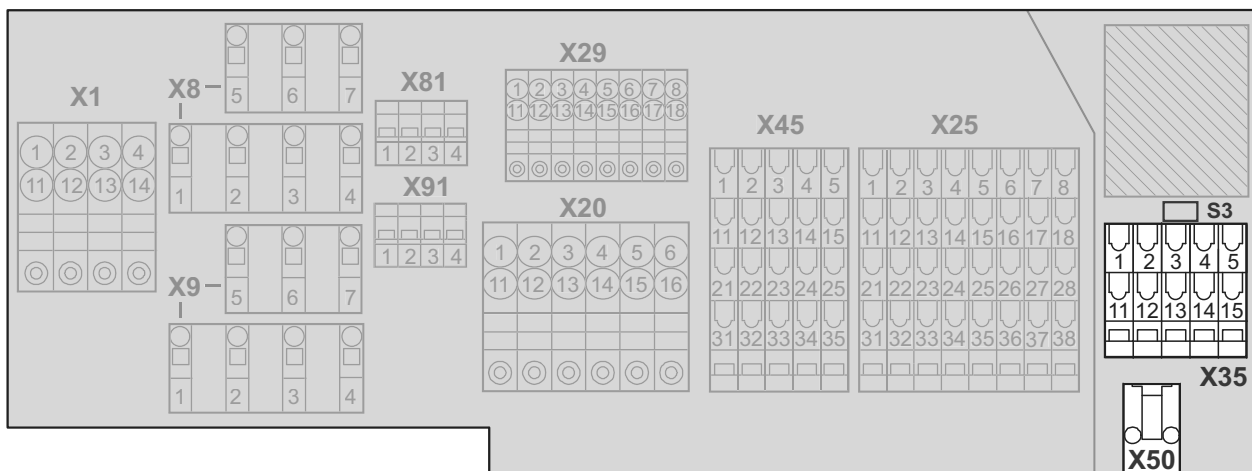 X1
1 2 3 4
11 12 13 14
X8
5 6 7
1 2 3 4
X9
5 6 7
1 2 3 4
X81
1 2 3 4
X91
1 2 3 4
X29
1 2 3 4 5 6 7 8
11 12 13 14 15 16 17 18
X20
1 2 3 4 5 6
11 12 13 14 15 16
X45
1 2 3 4 5
11 12 13 14 15
21 22 23 24 25
31 32 33 34 35
X25
1 2 3 4 5 6 7 8
11 12 13 14 15 16 17 18
21 22 23 24 25 26 27 28
31 32 33 34 35 36 37 38
S3
1 2 3 4 5
11 12 13 14 15
X35
X50